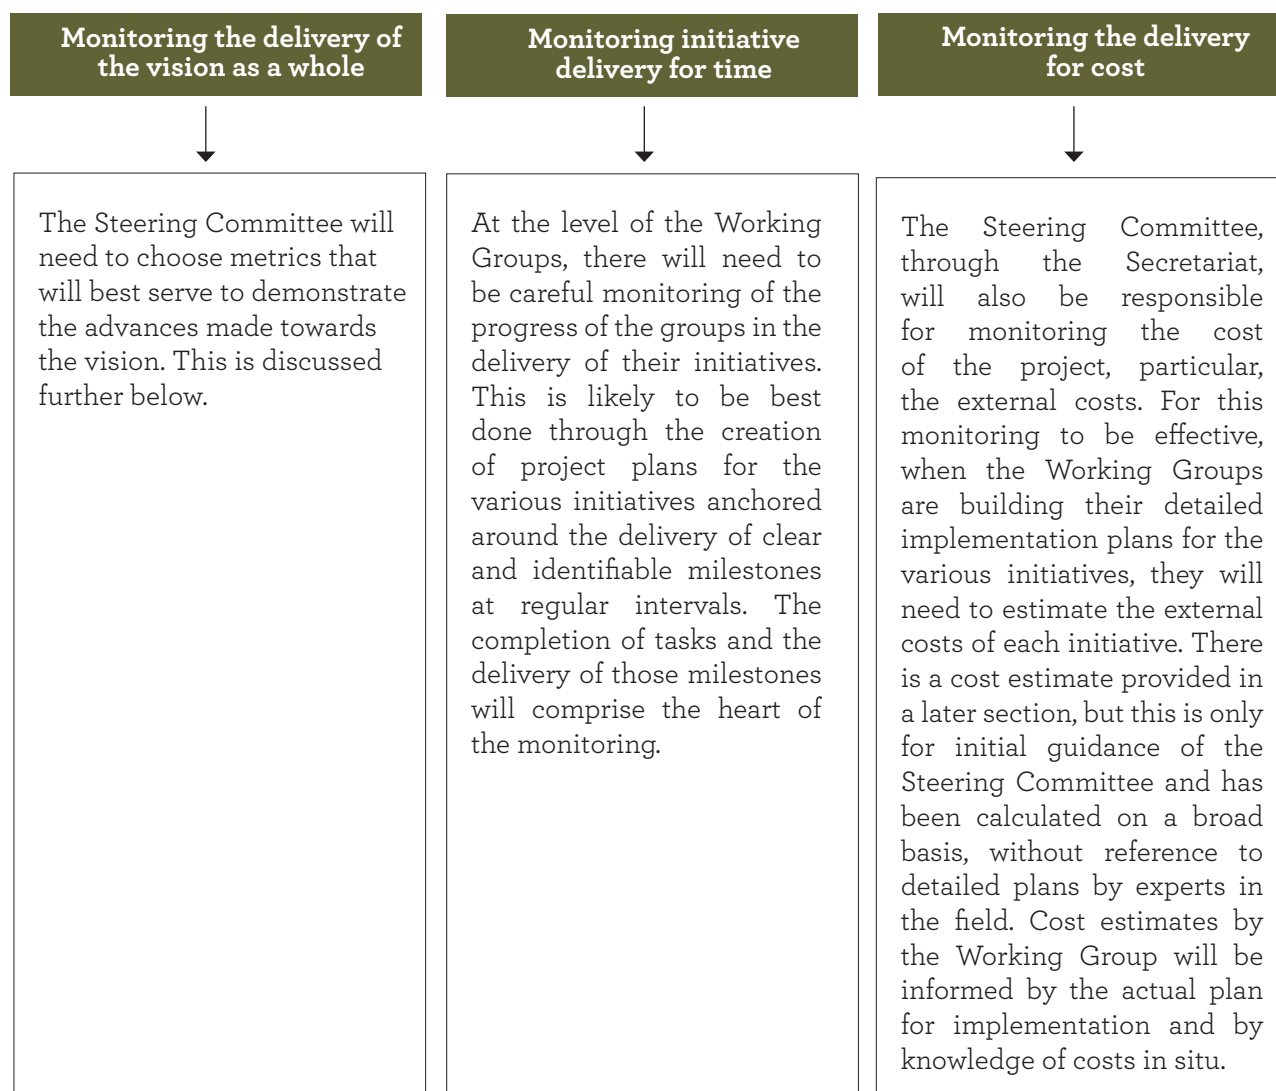 Monitoring the delivery of
the vision as a whole
The Steering Committee will
need to choose metrics that
will best serve to demonstrate
the advances made towards
the vision. This is discussed
further below.
Monitoring initiative
delivery for time
At the level of the Working
Groups, there will need to
be careful monitoring of the
progress of the groups in the
delivery of their initiatives.
This is likely to be best
done through the creation
of project plans for the
various initiatives anchored
around the delivery of clear
and identifiable milestones
at regular intervals. The
completion of tasks and the
delivery of those milestones
will comprise the heart of
the monitoring.
Monitoring the delivery
for cost
The Steering Committee,
through the Secretariat,
will also be responsible
for monitoring the cost
of the project, particular,
the external costs. For this
monitoring to be effective,
when the Working Groups
are building their detailed
implementation plans for the
various initiatives, they will
need to estimate the external
costs of each initiative. There
is a cost estimate provided in
a later section, but this is only
for initial guidance of the
Steering Committee and has
been calculated on a broad
basis, without reference to
detailed plans by experts in
the field. Cost estimates by
the Working Group will be
informed by the actual plan
for implementation and by
knowledge of costs in situ.